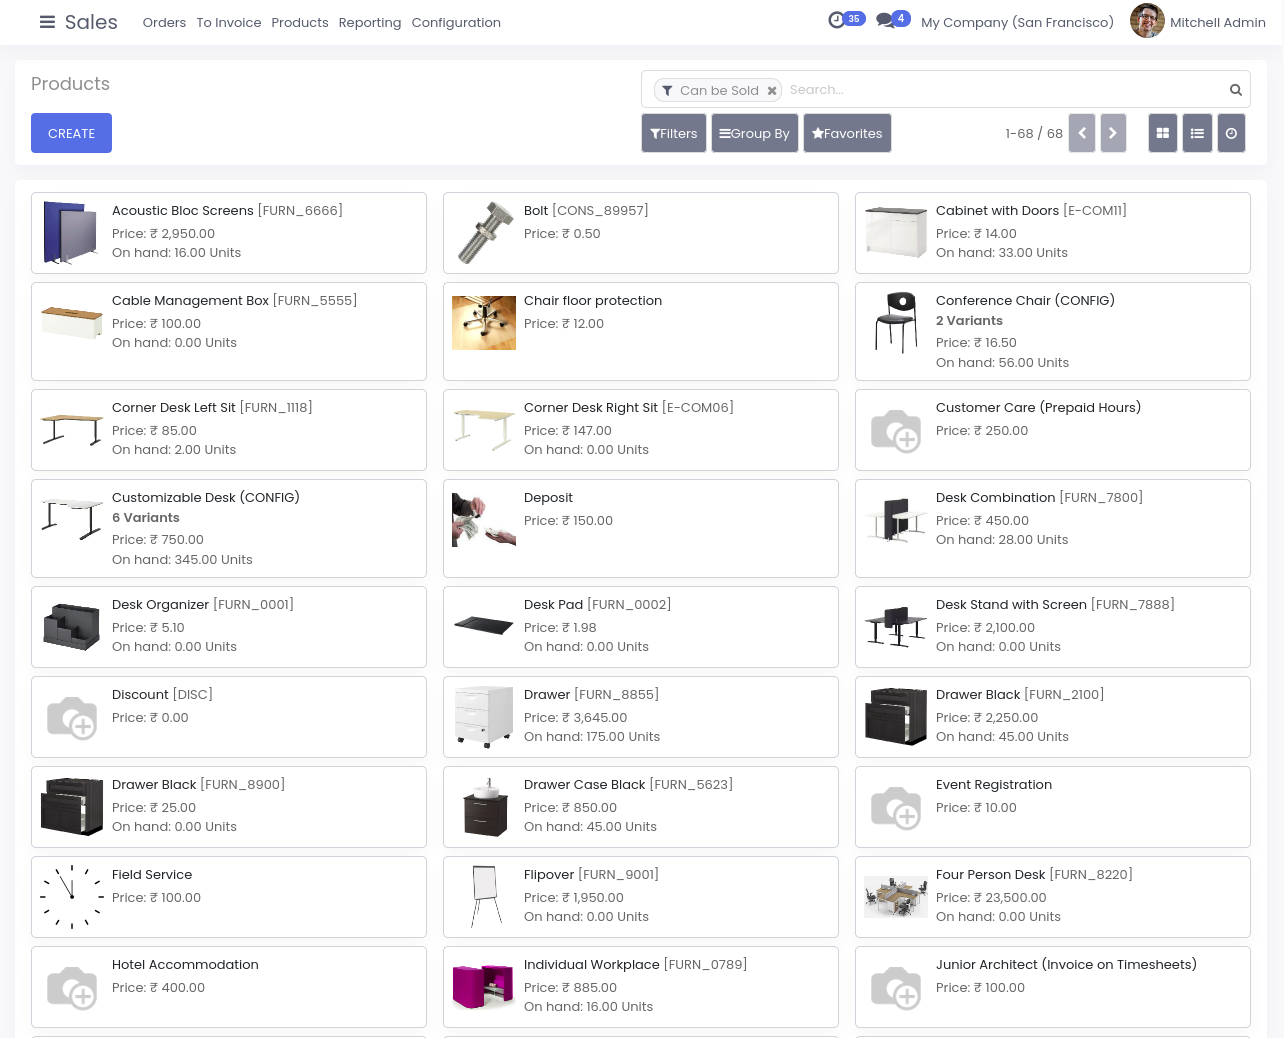 Sales Orders To Invoice Products Reporting Configuration 35 4 My Company (San Francisco) Mitchell Admin
Products
Can be Sold Search...
CREATE Filters Group By Favorites 1-68 / 68
Acoustic Bloc Screens [FURN_6666]
Price: ₹ 2,950.00
On hand: 16.00 Units
Bolt [CONS_89957]
Price: ₹ 0.50
Cabinet with Doors [E-COM11]
Price: ₹ 14.00
On hand: 33.00 Units
Cable Management Box [FURN_5555]
Price: ₹ 100.00
On hand: 0.00 Units
Chair floor protection
Price: ₹ 12.00
Conference Chair (CONFIG)
2 Variants
Price: ₹ 16.50
On hand: 56.00 Units
Corner Desk Left Sit [FURN_1118]
Price: ₹ 85.00
On hand: 2.00 Units
Corner Desk Right Sit [E-COM06]
Price: ₹ 147.00
On hand: 0.00 Units
Customer Care (Prepaid Hours)
Price: ₹ 250.00
Customizable Desk (CONFIG)
6 Variants
Price: ₹ 750.00
On hand: 345.00 Units
Deposit
Price: ₹ 150.00
Desk Combination [FURN_7800]
Price: ₹ 450.00
On hand: 28.00 Units
Desk Organizer [FURN_0001]
Price: ₹ 5.10
On hand: 0.00 Units
Desk Pad [FURN_0002]
Price: ₹ 1.98
On hand: 0.00 Units
Desk Stand with Screen [FURN_7888]
Price: ₹ 2,100.00
On hand: 0.00 Units
Discount [DISC]
Price: ₹ 0.00
Drawer [FURN_8855]
Price: ₹ 3,645.00
On hand: 175.00 Units
Drawer Black [FURN_2100]
Price: ₹ 2,250.00
On hand: 45.00 Units
Drawer Black [FURN_8900]
Price: ₹ 25.00
On hand: 0.00 Units
Drawer Case Black [FURN_5623]
Price: ₹ 850.00
On hand: 45.00 Units
Event Registration
Price: ₹ 10.00
Field Service
Price: ₹ 100.00
Flipover [FURN_9001]
Price: ₹ 1,950.00
On hand: 0.00 Units
Four Person Desk [FURN_8220]
Price: ₹ 23,500.00
On hand: 0.00 Units
Hotel Accommodation
Price: ₹ 400.00
Individual Workplace [FURN_0789]
Price: ₹ 885.00
On hand: 16.00 Units
Junior Architect (Invoice on Timesheets)
Price: ₹ 100.00